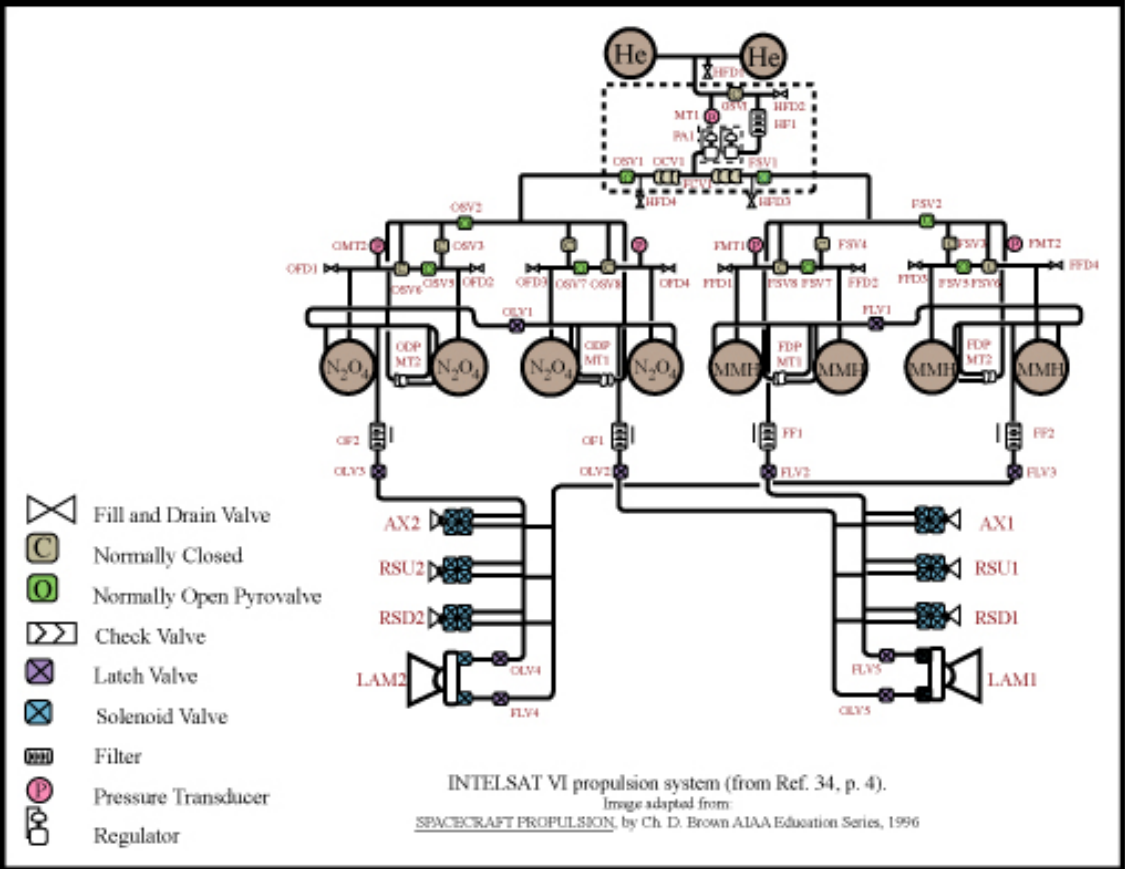 He He
HFD1
OSV1 HFD2
MT1 HF1
PA1
OSV1 OCV1 FSV1
FCV1
HFD4 HFD3
OSV2 FSV2
OMT2 P OSV3 P FMT1 P FSV4 FSV3 P FMT2
OFD1 OFD2 OFD3 OFD4 FFD1 FFD2 FFD3 FFD4
OSV6 OSV5 OSV7 OSV8 FSV8 FSV7 FSV5 FSV6
OLV1 FLV1
ODP ODP FDP FDP
MT2 MT1 MT1 MT2
N2O4 N2O4 N2O4 N2O4 MMH MMH MMH MMH
OF2 OF1 FF1 FF2
OLV3 OLV2 FLV2 FLV3
AX2 AX1
RSU2 RSU1
RSD2 RSD1
OLV4 FLV5
LAM2 LAM1
FLV4 OLV5
Fill and Drain Valve
C Normally Closed
O Normally Open Pyrovalve
Check Valve
Latch Valve
Solenoid Valve
Filter
P Pressure Transducer
Regulator
INTELSAT VI propulsion system (from Ref. 34, p. 4).
Image adapted from:
SPACECRAFT PROPULSION, by Ch. D. Brown AIAA Education Series, 1996